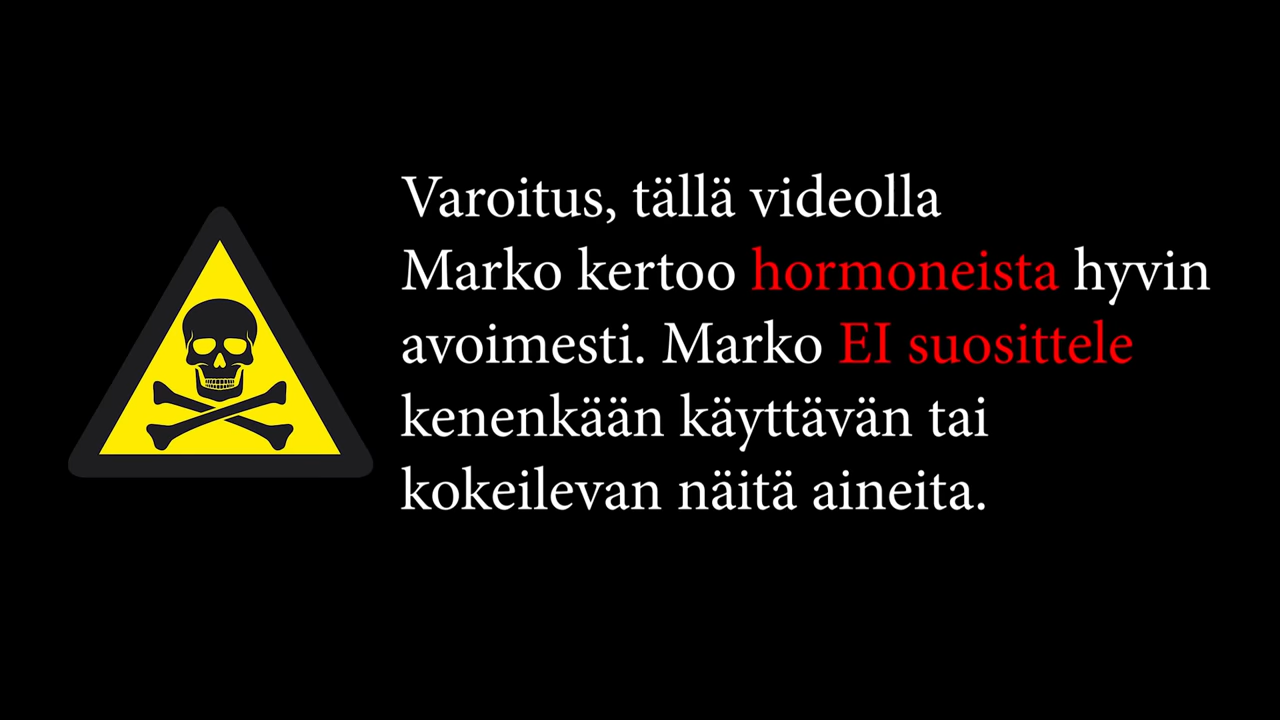 Varoitus, tällä videolla
Marko kertoo hormoneista hyvin
avoimesti. Marko EI suosittele
kenenkään käyttävän tai
kokeilevan näitä aineita.